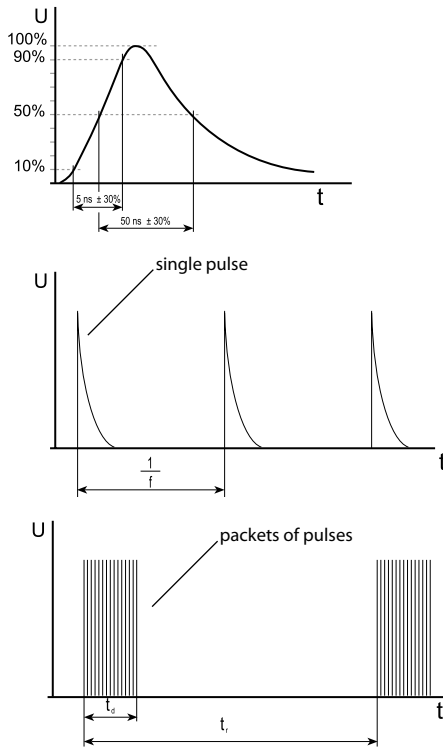 U
100%
90%
50%
10%
t
5 ns ± 30%
50 ns ± 30%
U
single pulse
t
1
f
U
packets of pulses
t
td
tr